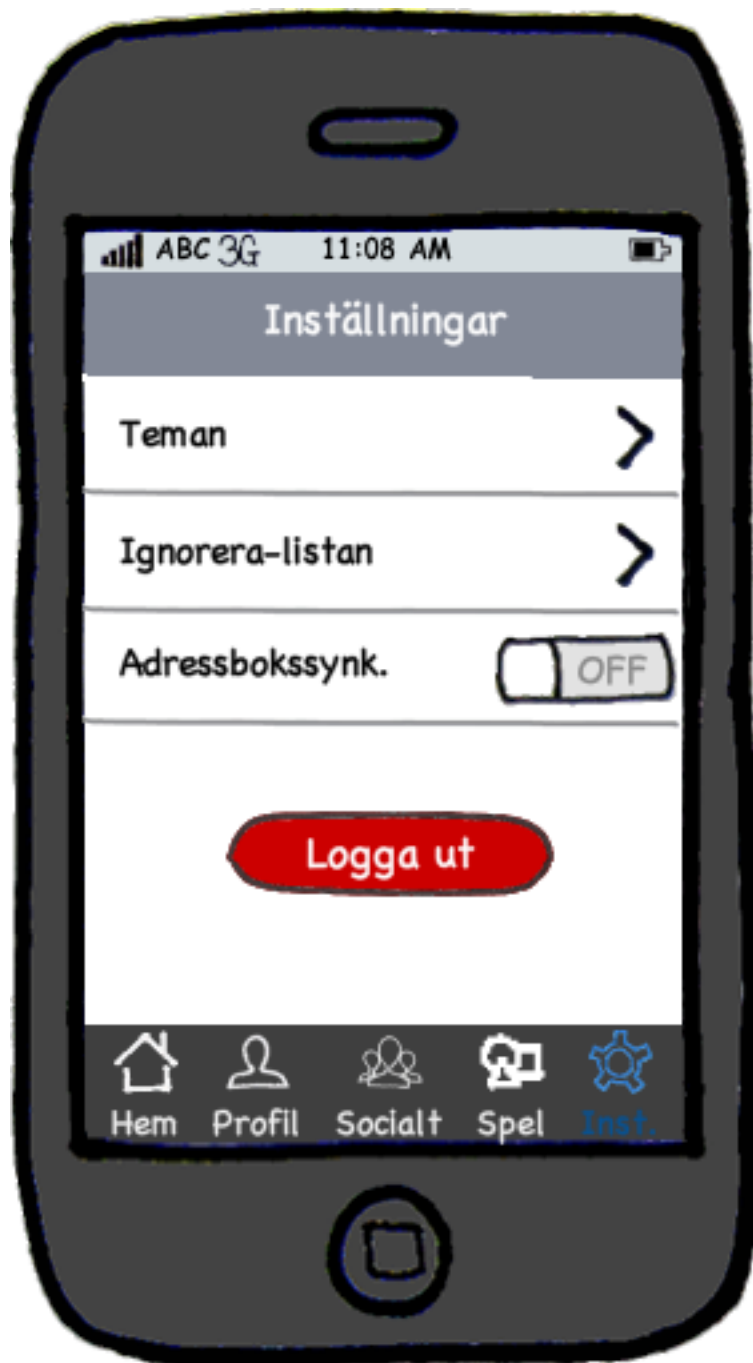 ABC 3G 11:08 AM
Inställningar
Teman
Ignorera-listan
Adressbokssynk. OFF
Logga ut
Hem Profil Socialt Spel Inst.